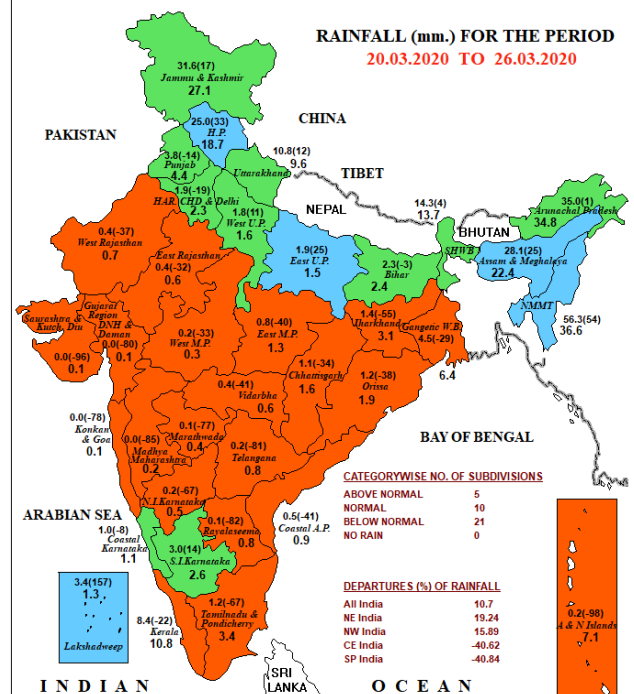 RAINFALL (mm.) FOR THE PERIOD
20.03.2020 TO 26.03.2020
31.6(17)
Jammu & Kashmir
27.1
CHINA
25.0(33)
H.P.
18.7
PAKISTAN
3.8(-14)
Punjab
4.4
10.8(12)
9.6
Uttarakhand
TIBET
1.9(-19)
HAR. CHD & Delhi
2.3
1.8(11)
West U.P.
1.6
NEPAL
14.3(4)
13.7
35.0(1)
Arunachal Pradesh
34.8
BHUTAN
SHWB
0.4(-37)
West Rajasthan
0.7
East Rajasthan
0.4(-32)
0.6
1.9(25)
East U.P.
1.5
2.3(-3)
Bihar
2.4
28.1(25)
Assam & Meghalaya
22.4
NMMT
56.3(54)
36.6
Saurashtra &
Kutch, Diu
0.0(-96)
0.1
Gujarat
Region
DNH &
Daman
0.0(-80)
0.1
0.2(-33)
West M.P.
0.3
0.8(-40)
East M.P.
1.3
1.4(-55)
Jharkhand
3.1
Gangetic W.B.
4.5(-29)
6.4
1.1(-34)
Chhattisgarh
1.6
1.2(-38)
Orissa
1.9
0.4(-41)
Vidarbha
0.6
0.0(-78)
Konkan
& Goa
0.1
0.1(-77)
Marathwada
0.4
0.0(-85)
Madhya
Maharashtra
0.2
0.2(-81)
Telangana
0.8
BAY OF BENGAL
0.2(-67)
N.I.Karnataka
0.5
ARABIAN SEA
1.0(-8)
Coastal
Karnataka
1.1
0.1(-82)
Rayalaseema
0.8
0.5(-41)
Coastal A.P.
0.9
3.0(14)
S.I.Karnataka
2.6
CATEGORYWISE NO. OF SUBDIVISIONS
ABOVE NORMAL 5
NORMAL 10
BELOW NORMAL 21
NO RAIN 0
DEPARTURES (%) OF RAINFALL
All India 10.7
NE India 19.24
NW India 15.89
CE India -40.62
SP India -40.84
3.4(157)
1.3
Lakshadweep
8.4(-22)
Kerala
10.8
1.2(-67)
Tamilnadu &
Pondicherry
3.4
0.2(-98)
A & N Islands
7.1
SRI
LANKA
INDIAN OCEAN